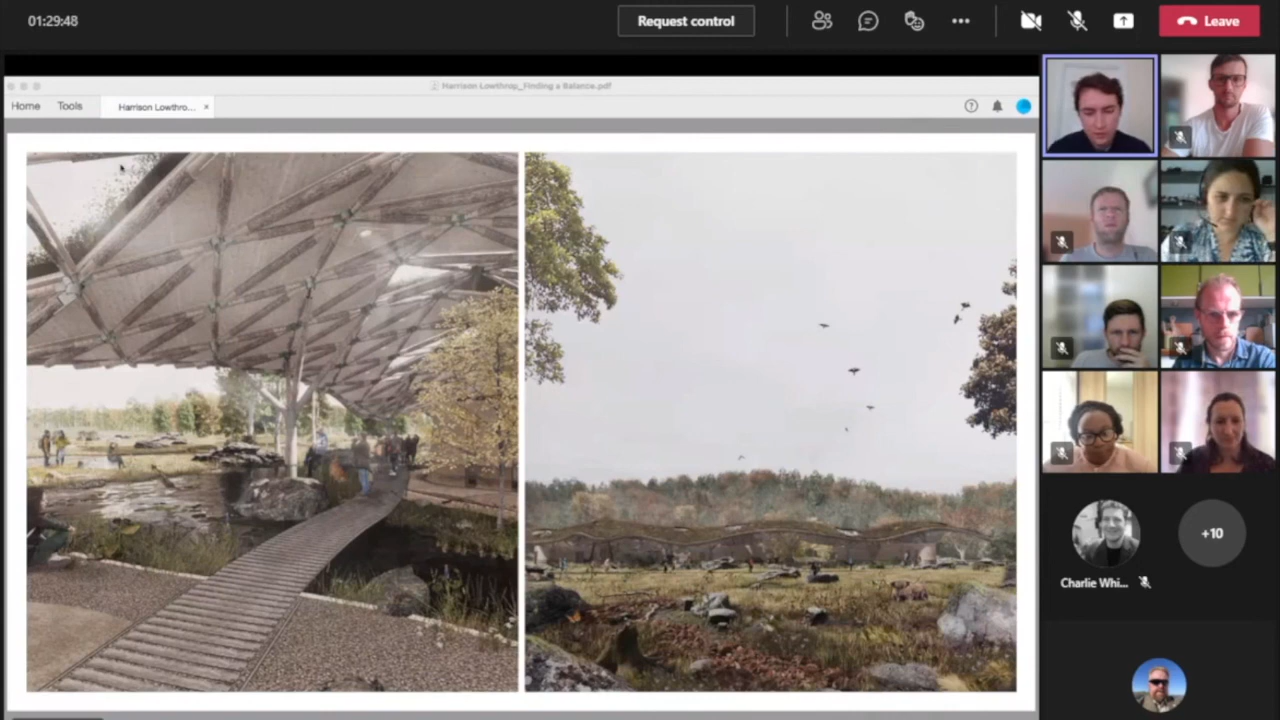 01:29:48
Request control
Leave
Harrison Lowthrop_Finding a Balance.pdf
Home
Tools
Harrison Lowthro...
+10
Charlie Whi...